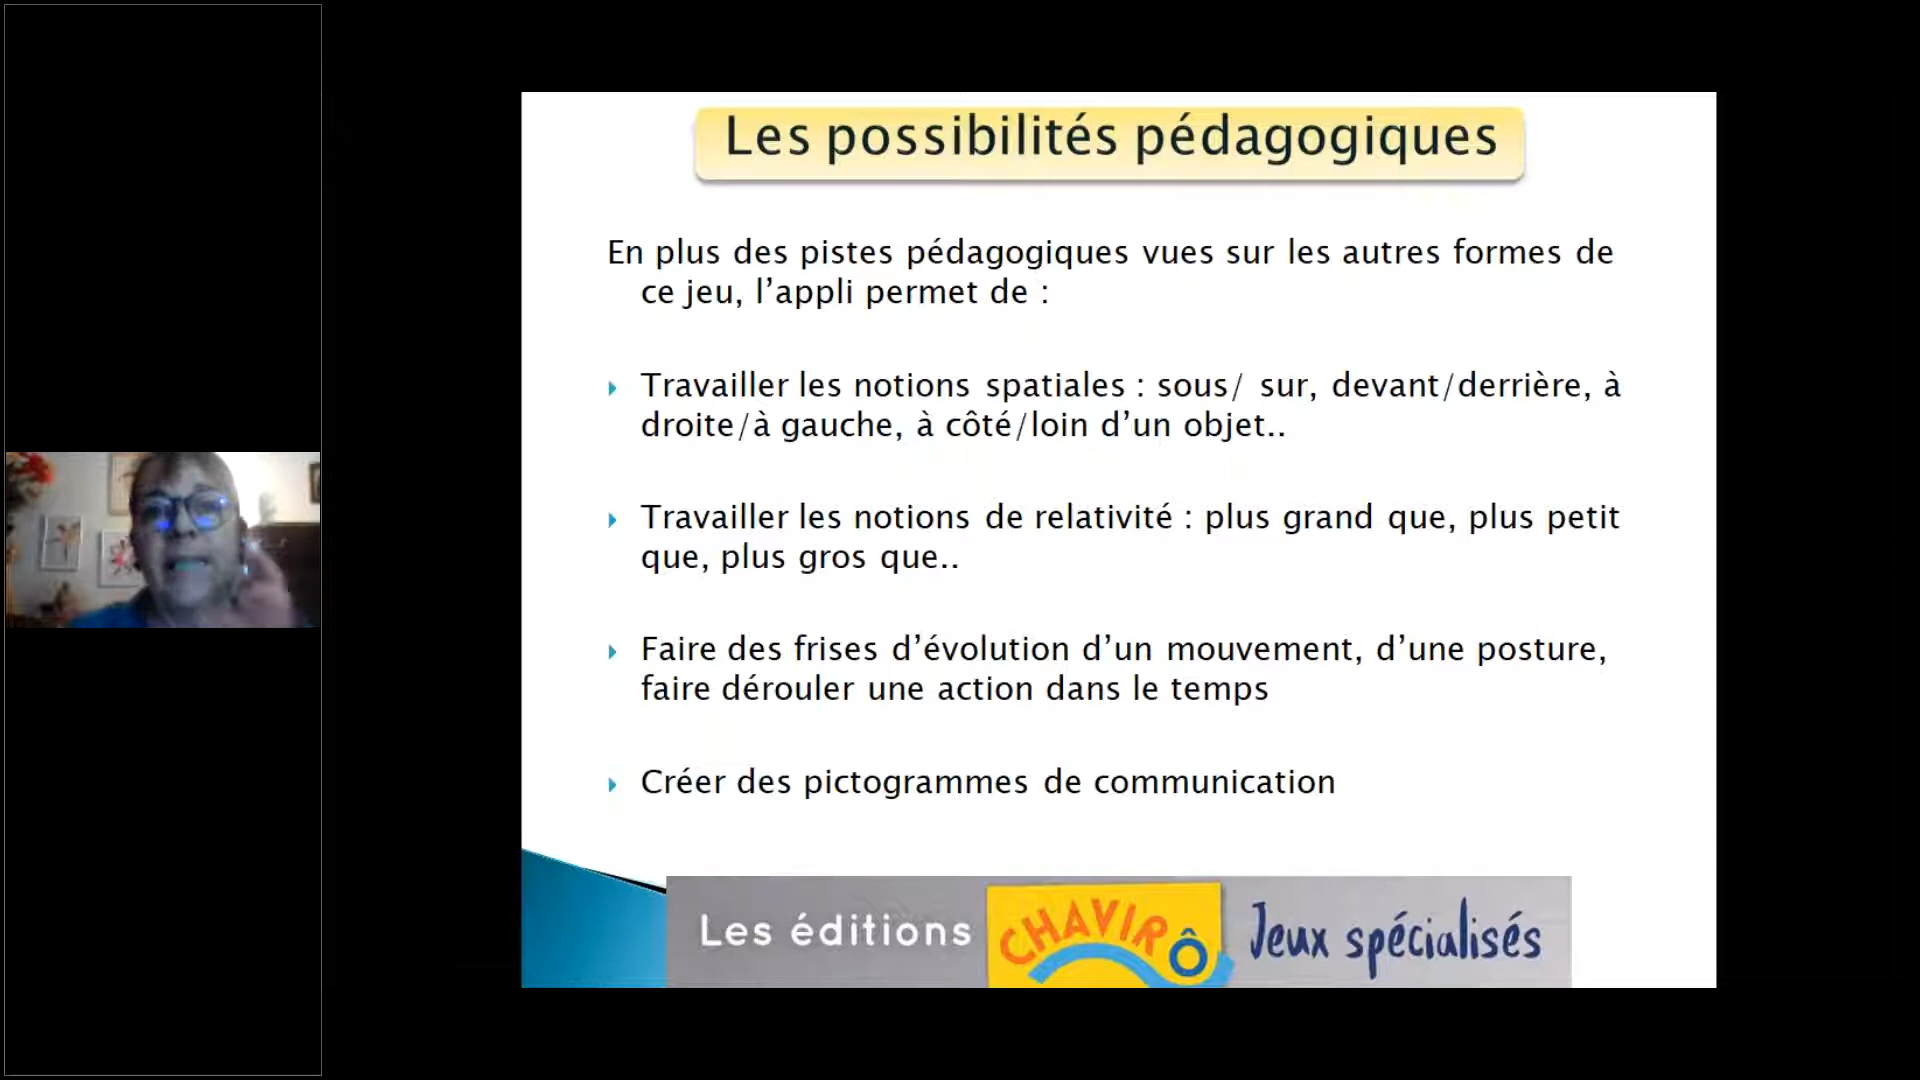 Les possibilités pédagogiques
En plus des pistes pédagogiques vues sur les autres formes de
ce jeu, l’appli permet de :
Travailler les notions spatiales : sous/ sur, devant/derrière, à
droite/à gauche, à côté/loin d’un objet..
Travailler les notions de relativité : plus grand que, plus petit
que, plus gros que..
Faire des frises d’évolution d’un mouvement, d’une posture,
faire dérouler une action dans le temps
Créer des pictogrammes de communication
Les éditions CHAVIRÔ Jeux spécialisés